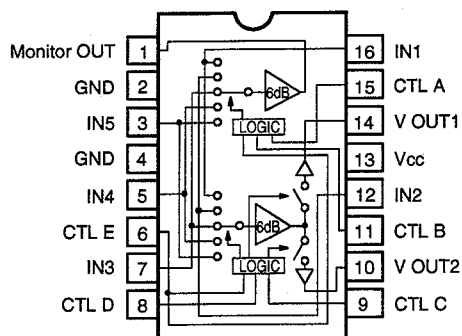 Monitor OUT 1 16 IN1
GND 2 15 CTL A
6dB
IN5 3 14 V OUT1
LOGIC
GND 4 13 Vcc
IN4 5 12 IN2
CTL E 6 11 CTL B
6dB
IN3 7 10 V OUT2
LOGIC
CTL D 8 9 CTL C